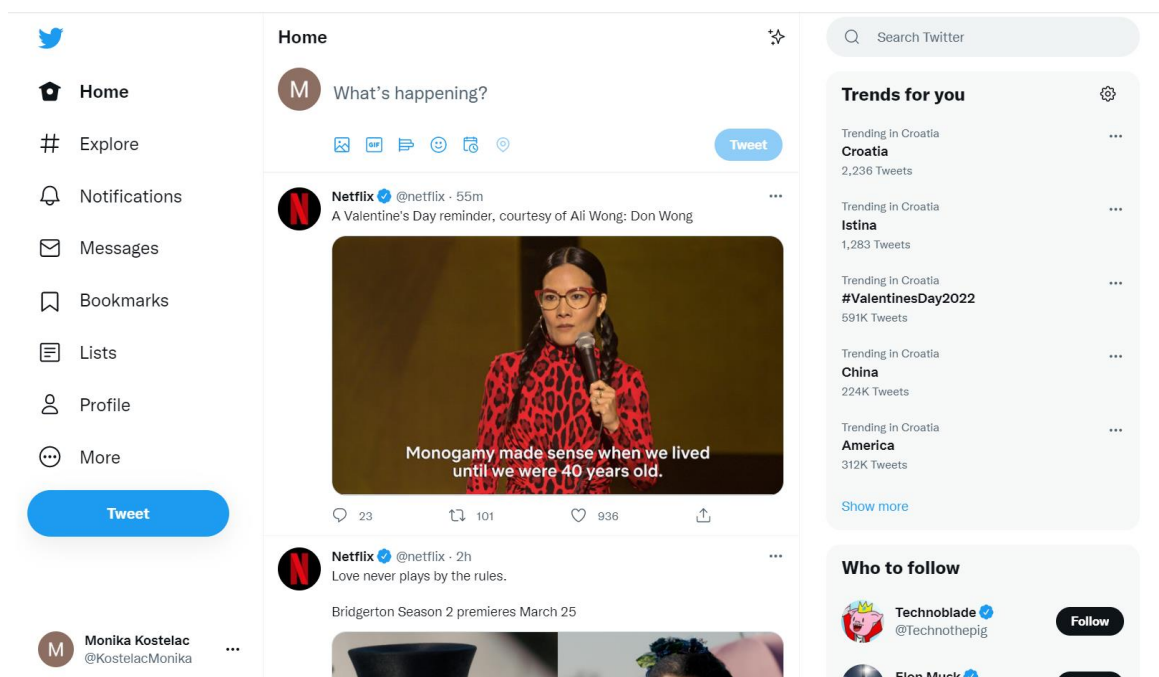 Home
Explore
Notifications
Messages
Bookmarks
Lists
Profile
More
Tweet
Monika Kostelac
@KostelacMonika
Home
M
What's happening?
GIF
Tweet
Netflix @netflix · 55m
A Valentine's Day reminder, courtesy of Ali Wong: Don Wong
Monogamy made sense when we lived
until we were 40 years old.
23 101 936
Netflix @netflix · 2h
Love never plays by the rules.
Bridgerton Season 2 premieres March 25
M
Search Twitter
Trends for you
Trending in Croatia
Croatia
2,236 Tweets
Trending in Croatia
Istina
1,283 Tweets
Trending in Croatia
#ValentinesDay2022
591K Tweets
Trending in Croatia
China
224K Tweets
Trending in Croatia
America
312K Tweets
Show more
Who to follow
Technoblade
@Technothepig
Follow
Elon Musk